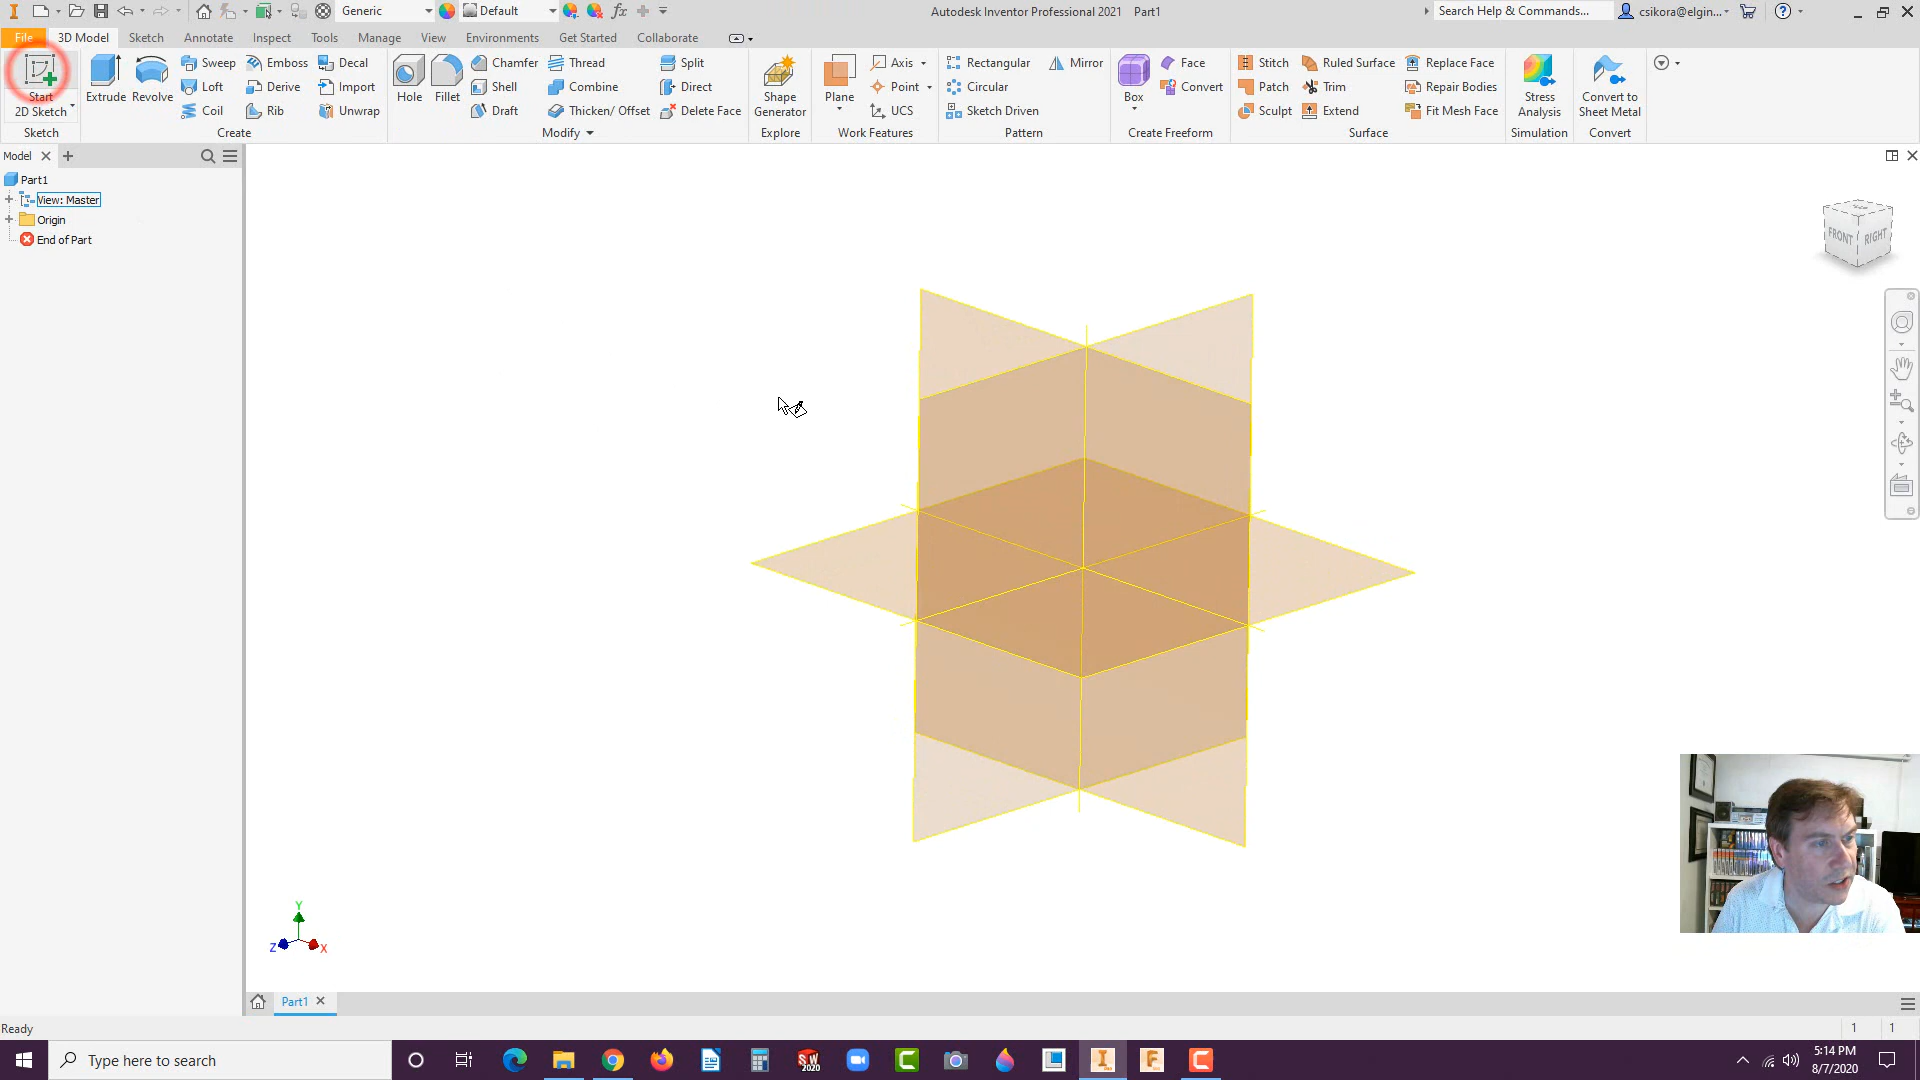 Generic
Default
fx
Autodesk Inventor Professional 2021 Part1
Search Help & Commands...
csikora@elgin...
File
3D Model
Sketch
Annotate
Inspect
Tools
Manage
View
Environments
Get Started
Collaborate
Start
2D Sketch
Sketch
Extrude
Revolve
Sweep
Loft
Coil
Emboss
Derive
Rib
Decal
Import
Unwrap
Create
Hole
Fillet
Chamfer
Shell
Draft
Thread
Combine
Thicken/ Offset
Split
Direct
Delete Face
Modify
Shape
Generator
Explore
Plane
Axis
Point
UCS
Work Features
Rectangular
Circular
Sketch Driven
Mirror
Pattern
Box
Face
Convert
Create Freeform
Stitch
Patch
Sculpt
Ruled Surface
Trim
Extend
Replace Face
Repair Bodies
Fit Mesh Face
Surface
Stress
Analysis
Simulation
Convert to
Sheet Metal
Convert
Model
Part1
View: Master
Origin
End of Part
FRONT
RIGHT
Y
Z
X
Part1
Ready
1
1
Type here to search
SW
2020
5:14 PM
8/7/2020